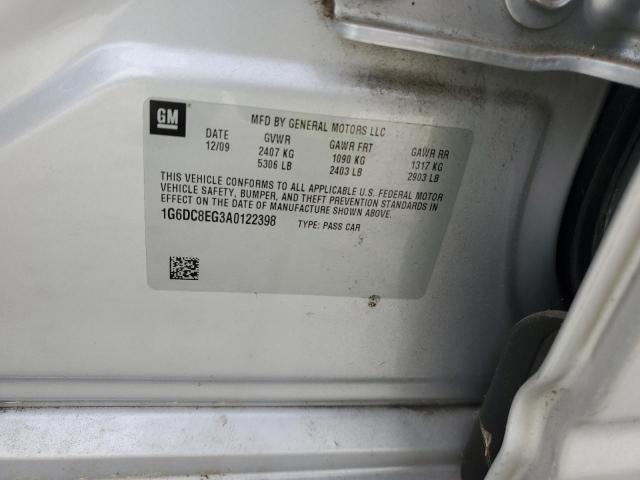 GM
MFD BY GENERAL MOTORS LLC
DATE GVWR GAWR FRT GAWR RR
12/09 2407 KG 1090 KG 1317 KG
5306 LB 2403 LB 2903 LB
THIS VEHICLE CONFORMS TO ALL APPLICABLE U.S. FEDERAL MOTOR
VEHICLE SAFETY, BUMPER, AND THEFT PREVENTION STANDARDS IN
EFFECT ON THE DATE OF MANUFACTURE SHOWN ABOVE.
1G6DC8EG3A0122398 TYPE: PASS CAR